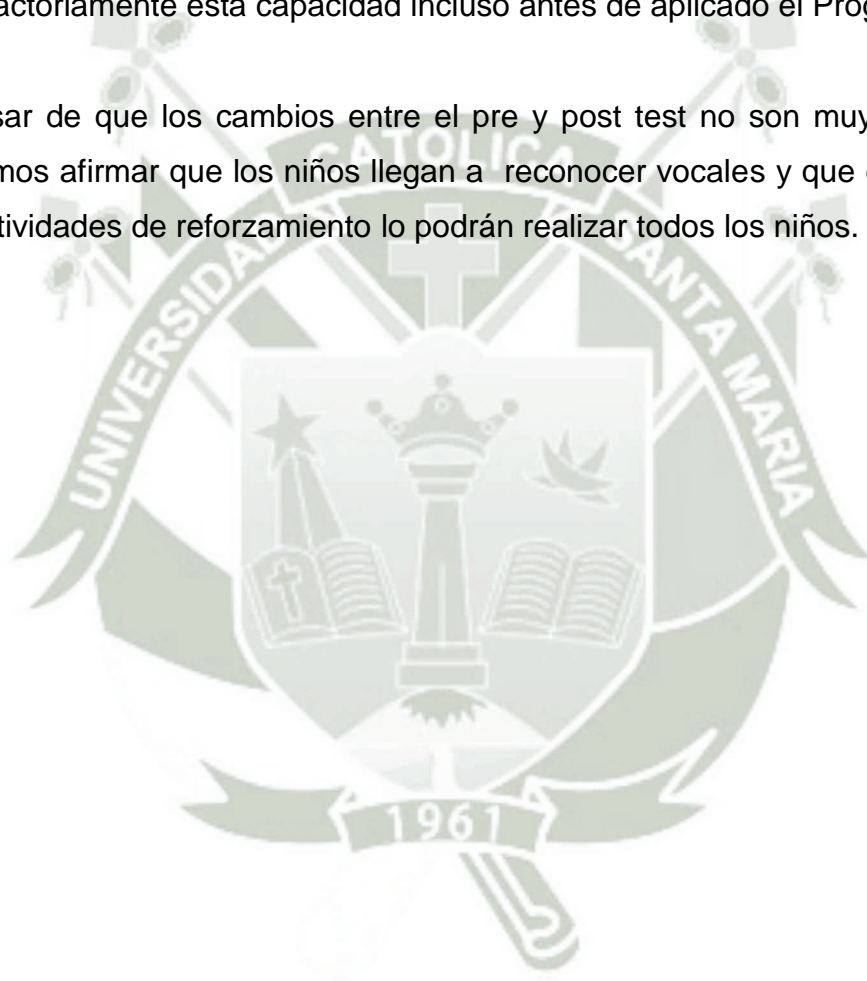 actoriamente esta capacidad incluso antes de aplicado el Prog
sar de que los cambios entre el pre y post test no son muy
mos afirmar que los niños llegan a reconocer vocales y que
tividades de reforzamiento lo podrán realizar todos los niños.
UNIVERSIDAD CATOLICA SANTA MARIA
1961